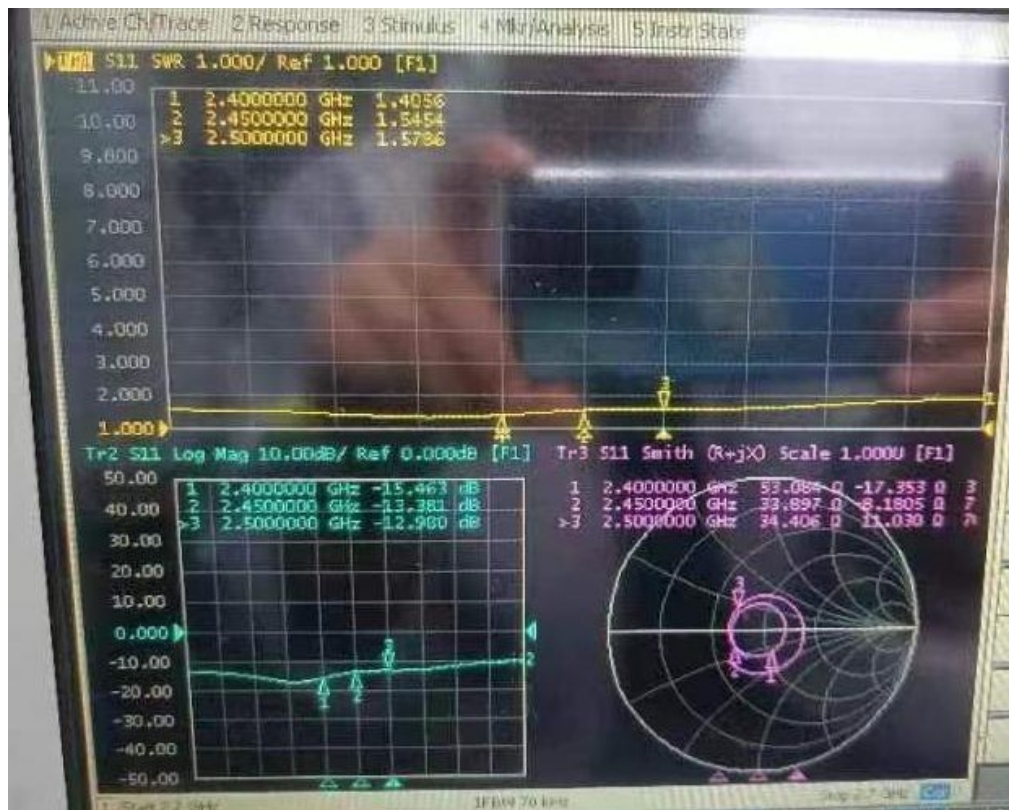 1 Active Ch/Trace 2 Response 3 Stimulus 4 Mkr/Analysis 5 Instr State
S11 SWR 1.000/ Ref 1.000 [F1]
11.00
1 2.4000000 GHz 1.4056
10.00
2 2.4500000 GHz 1.5454
>3 2.5000000 GHz 1.5786
9.000
8.000
7.000
6.000
5.000
4.000
3.000
2.000
3
1.000
Tr2 S11 Log Mag 10.00dB/ Ref 0.000dB [F1]
50.00
1 2.4000000 GHz -15.463 dB
40.00
2 2.4500000 GHz -13.381 dB
>3 2.5000000 GHz -12.980 dB
30.00
20.00
10.00
0.000
-10.00
-20.00
-30.00
-40.00
-50.00
3
2
1
2
Tr3 S11 Smith (R+jX) Scale 1.000U [F1]
1 2.4000000 GHz 53.084 Ω -17.353 Ω
2 2.4500000 GHz 33.897 Ω -8.1805 Ω
>3 2.5000000 GHz 34.406 Ω 11.030 Ω
3
1
IFBW 70 kHz